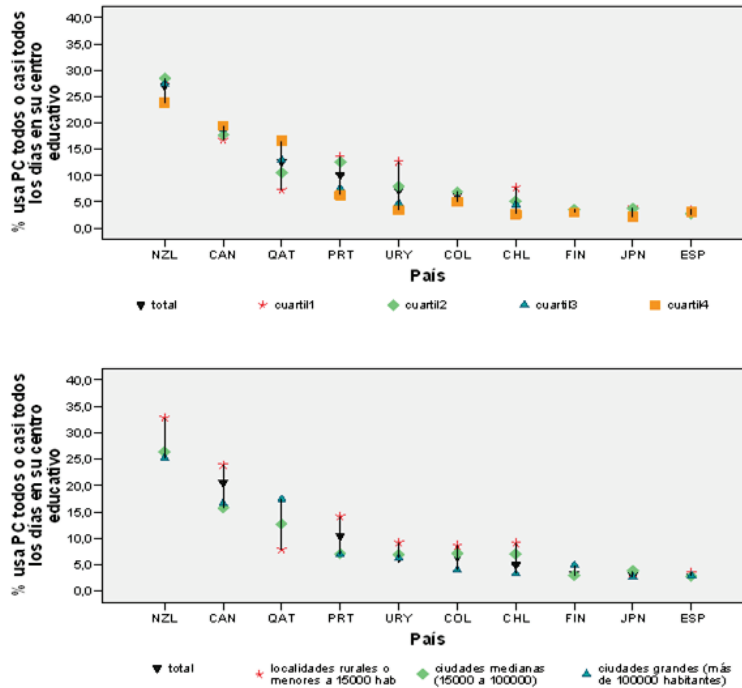 % usa PC todos o casi todos
los días en su centro
educativo
40,0
35,0
30,0
25,0
20,0
15,0
10,0
5,0
0,0
NZL CAN QAT PRT URY COL CHL FIN JPN ESP
País
total cuartil1 cuartil2 cuartil3 cuartil4
% usa PC todos o casi todos
los días en su centro
educativo
40,0
35,0
30,0
25,0
20,0
15,0
10,0
5,0
0,0
NZL CAN QAT PRT URY COL CHL FIN JPN ESP
País
total
localidades rurales o
menores a 15000 hab
ciudades medianas
(15000 a 100000)
ciudades grandes (más
de 100000 habitantes)